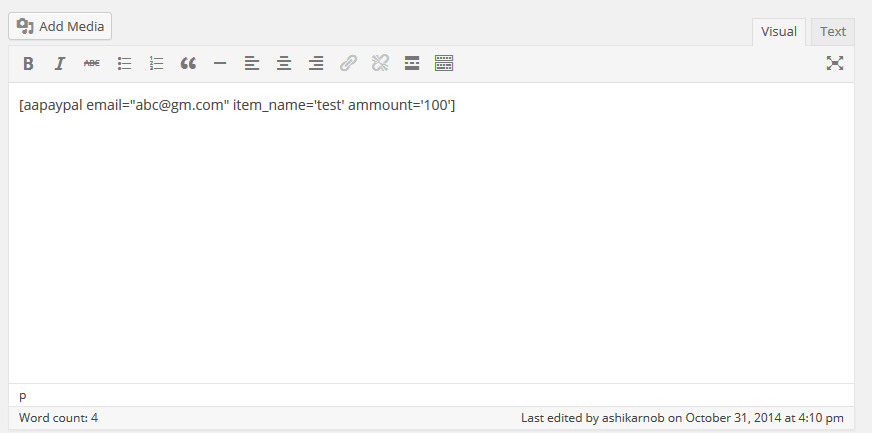 Add Media
Visual Text
B I ABC
[aapaypal email="abc@gm.com" item_name='test' ammount='100']
p
Word count: 4 Last edited by ashikarnob on October 31, 2014 at 4:10 pm